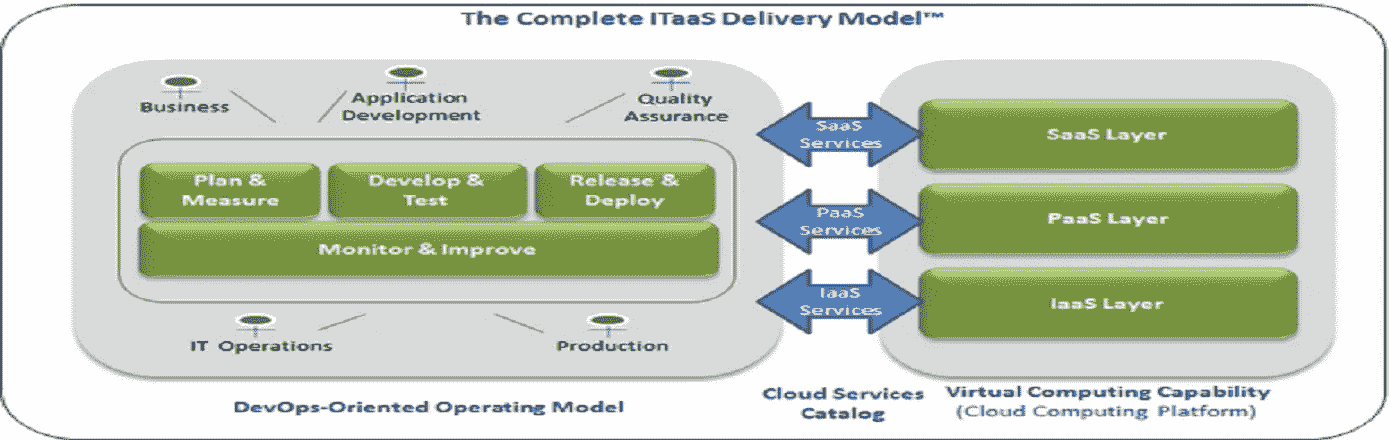 The Complete ITaaS Delivery Model™
Business
Application
Development
Quality
Assurance
Plan &
Measure
Develop &
Test
Release &
Deploy
Monitor & Improve
IT Operations
Production
DevOps-Oriented Operating Model
SaaS
Services
PaaS
Services
IaaS
Services
Cloud Services
Catalog
SaaS Layer
PaaS Layer
IaaS Layer
Virtual Computing Capability
(Cloud Computing Platform)